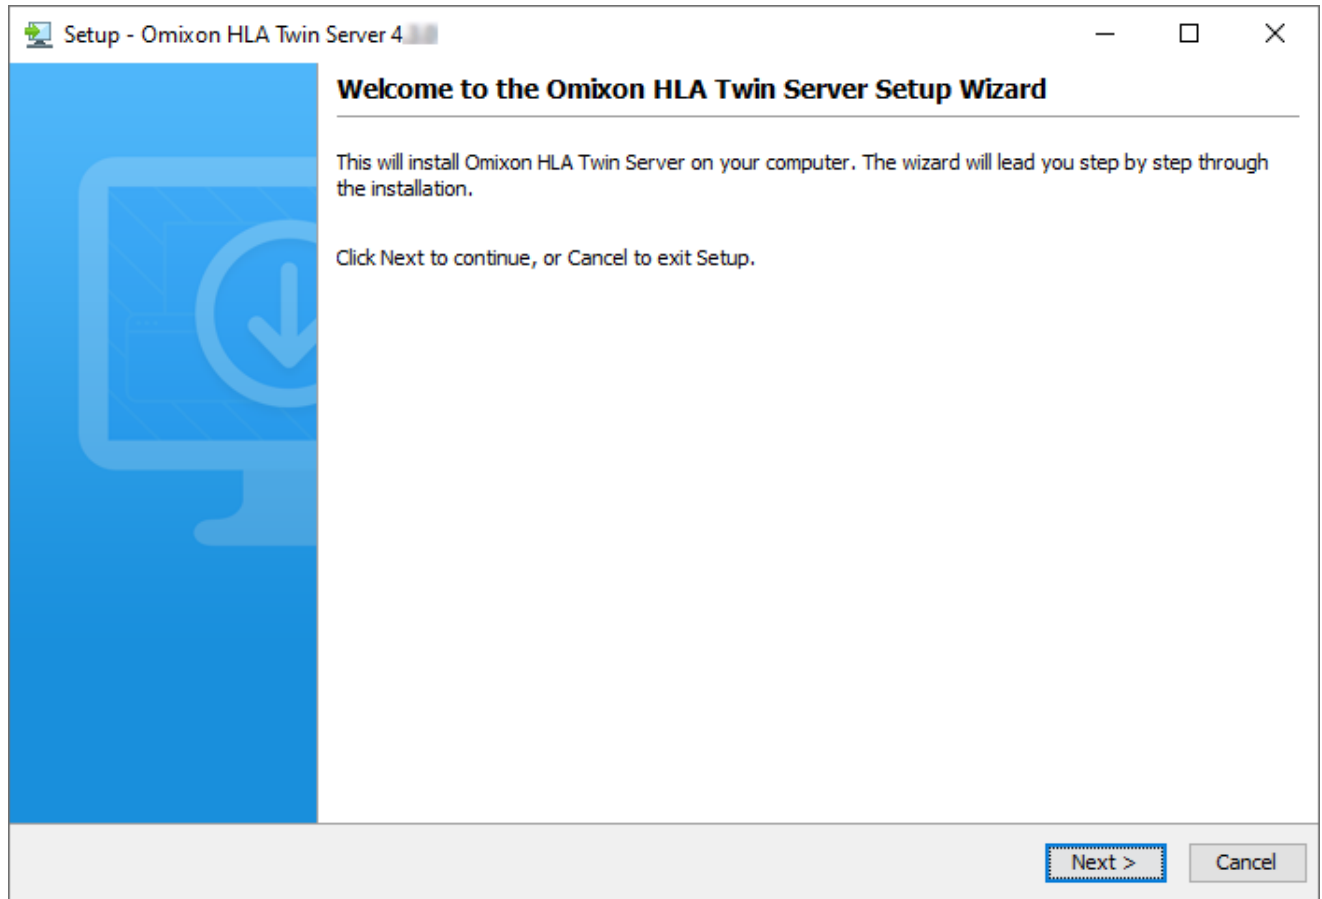 Setup - Omixon HLA Twin Server 4
Welcome to the Omixon HLA Twin Server Setup Wizard
This will install Omixon HLA Twin Server on your computer. The wizard will lead you step by step through
the installation.
Click Next to continue, or Cancel to exit Setup.
Next >
Cancel